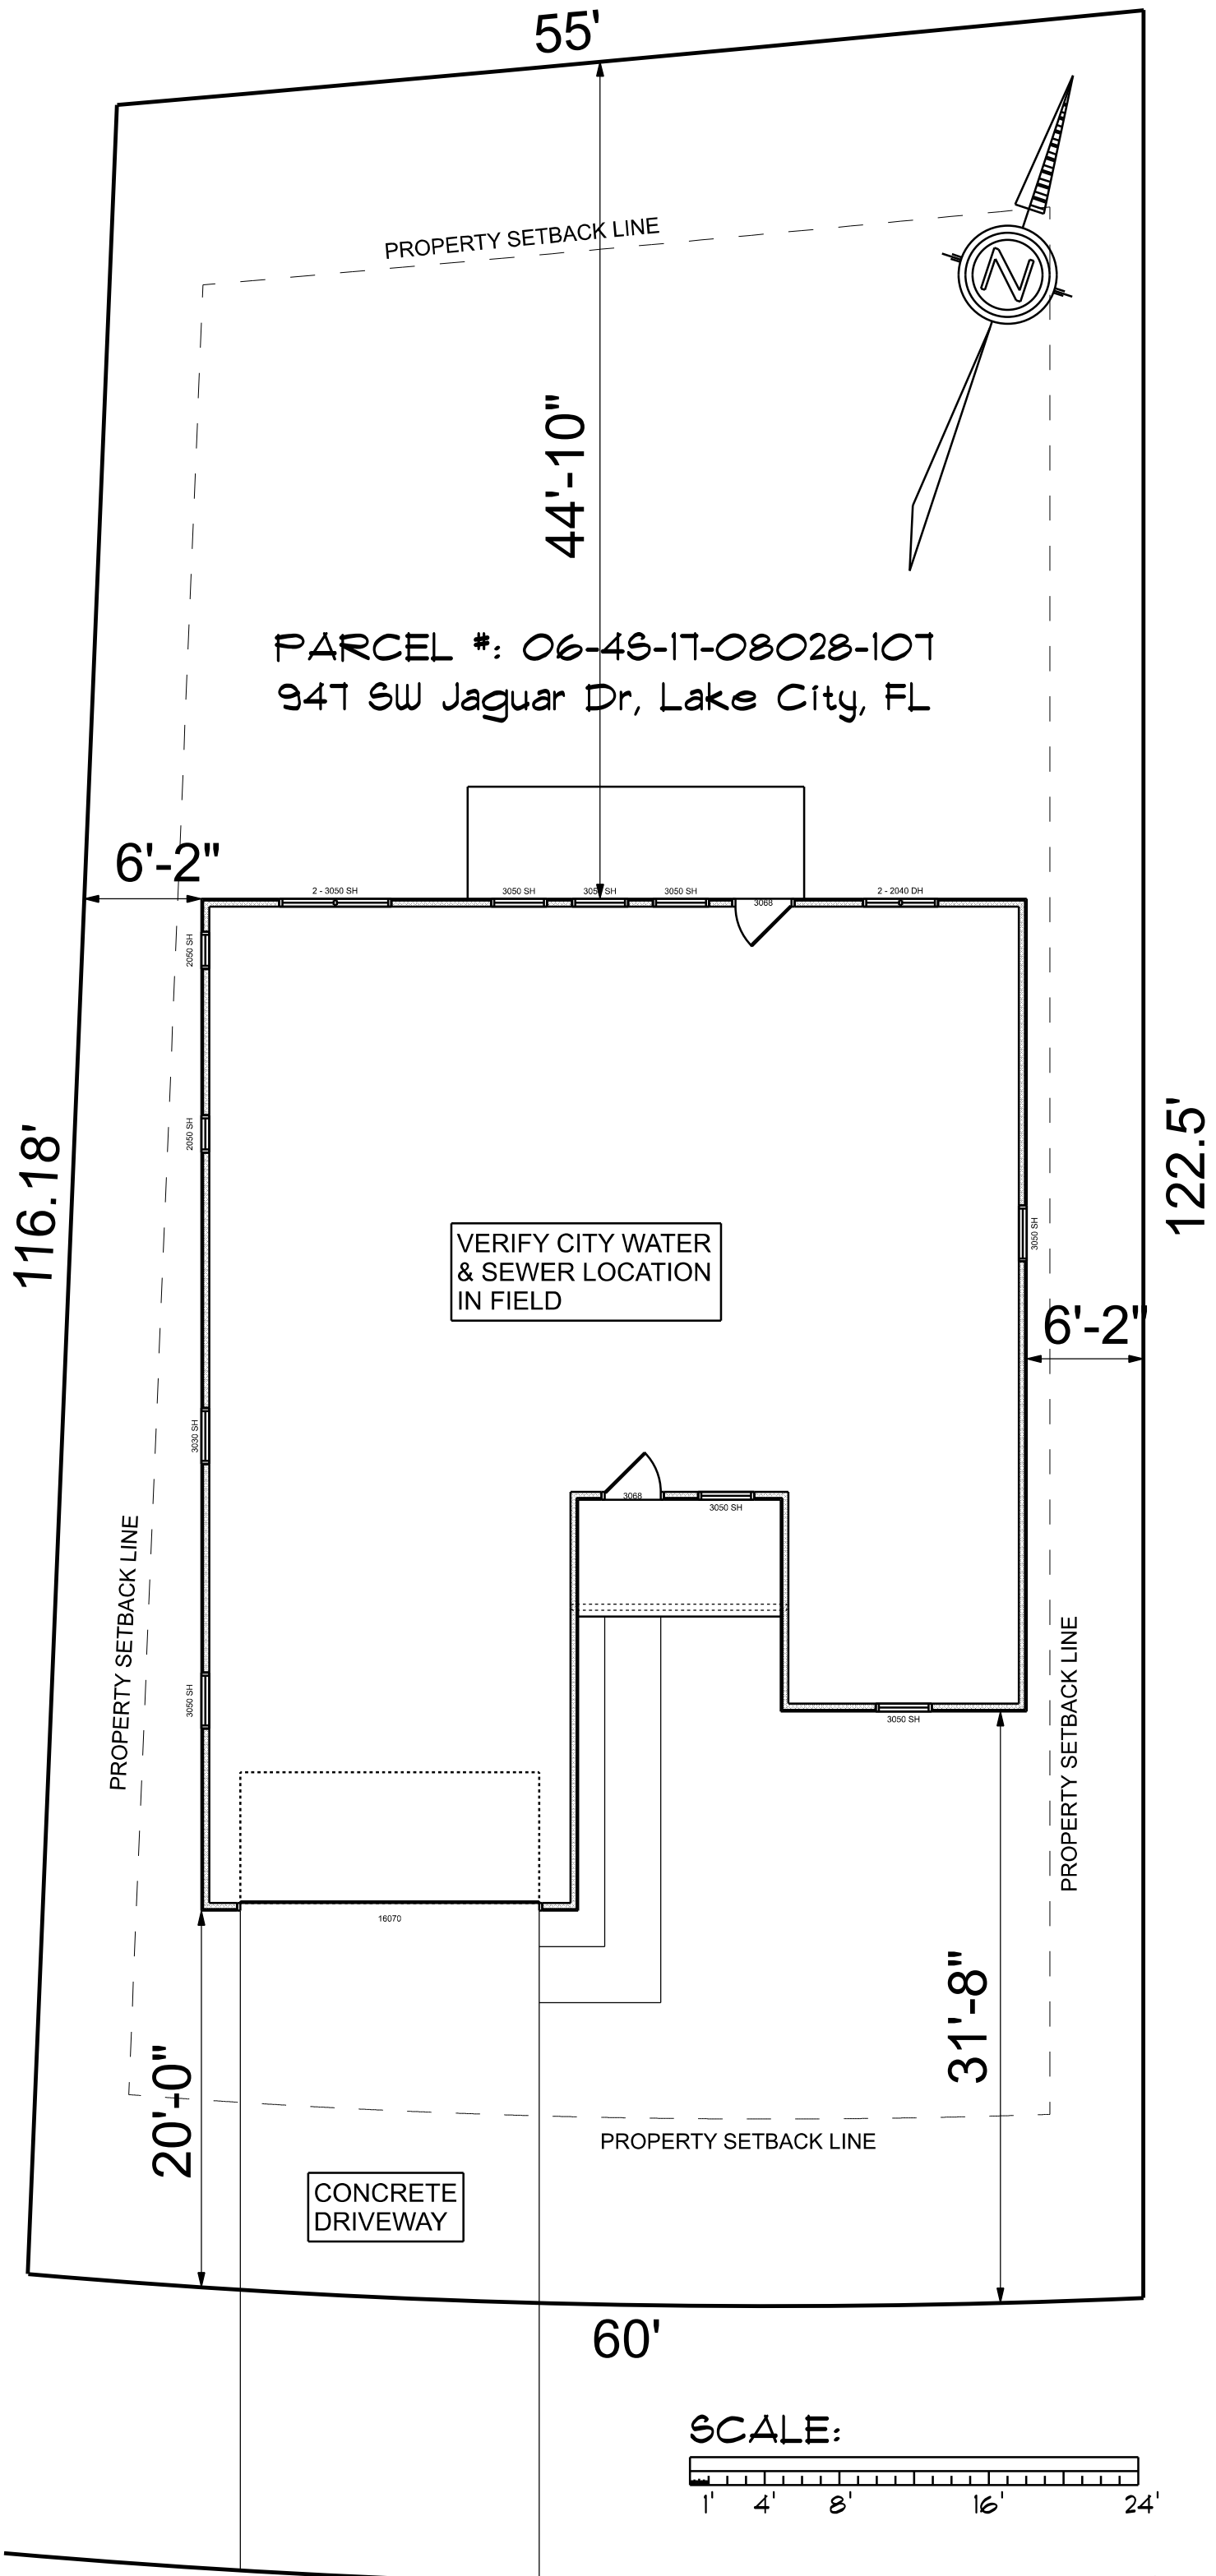 55'
PROPERTY SETBACK LINE
N
44'-10"
PARCEL #: 06-4S-17-08028-107
947 SW Jaguar Dr, Lake City, FL
6'-2"
2 - 3050 SH
3050 SH
3050 SH
3050 SH
3068
2 - 2040 DH
2050 SH
2050 SH
116.18'
122.5'
3050 SH
VERIFY CITY WATER
& SEWER LOCATION
IN FIELD
6'-2"
3030 SH
3068
3050 SH
PROPERTY SETBACK LINE
PROPERTY SETBACK LINE
3050 SH
3050 SH
16070
20'-0"
31'-8"
PROPERTY SETBACK LINE
CONCRETE
DRIVEWAY
60'
SCALE:
1' 4' 8' 16' 24'